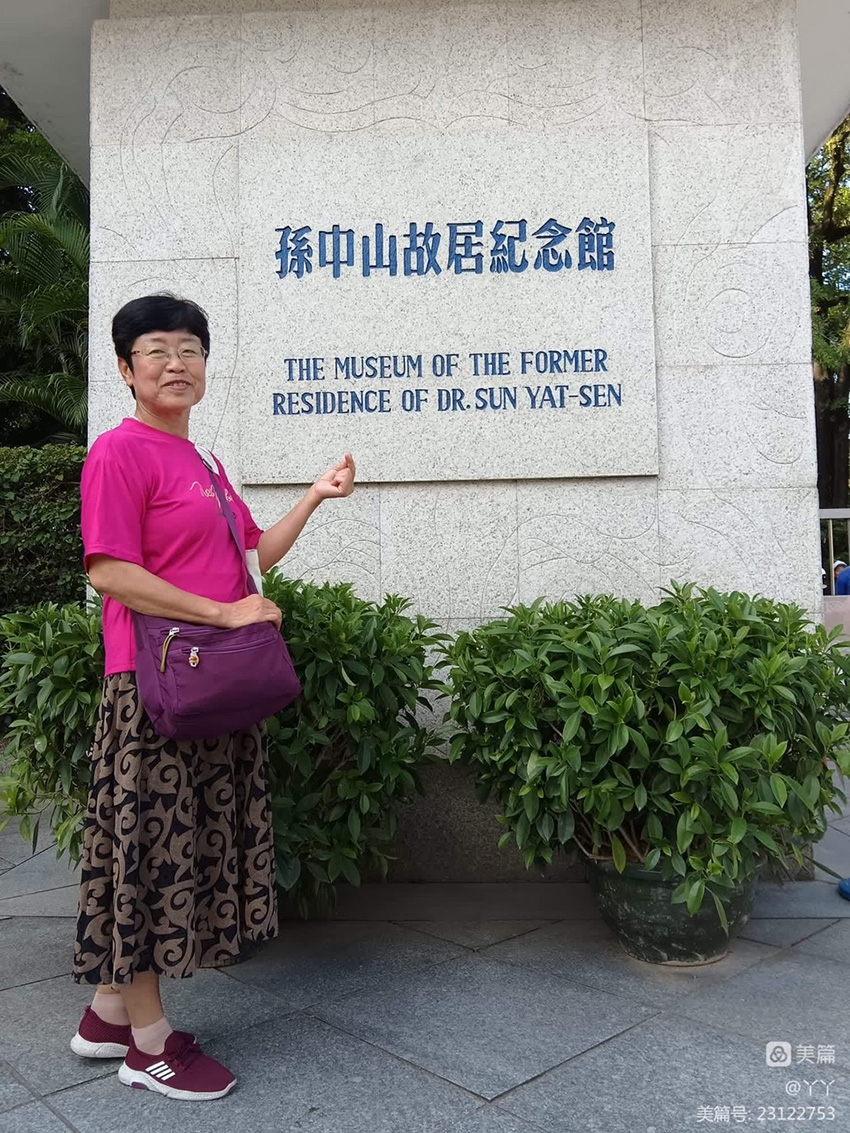 孫中山故居紀念館
THE MUSEUM OF THE FORMER
RESIDENCE OF DR. SUN YAT-SEN
美篇
@丫丫
美篇号: 23122753